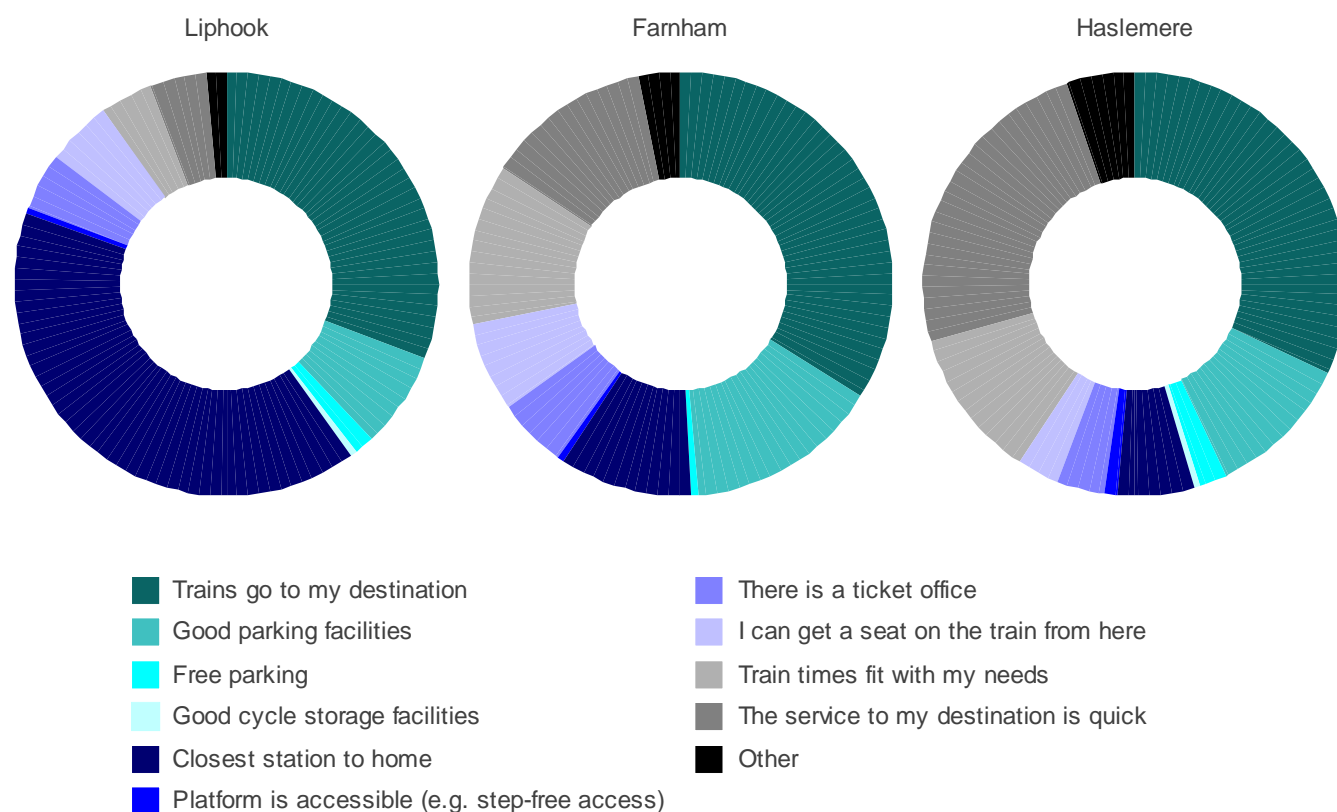 Liphook
Farnham
Haslemere
Trains go to my destination
Good parking facilities
Free parking
Good cycle storage facilities
Closest station to home
Platform is accessible (e.g. step-free access)
There is a ticket office
I can get a seat on the train from here
Train times fit with my needs
The service to my destination is quick
Other